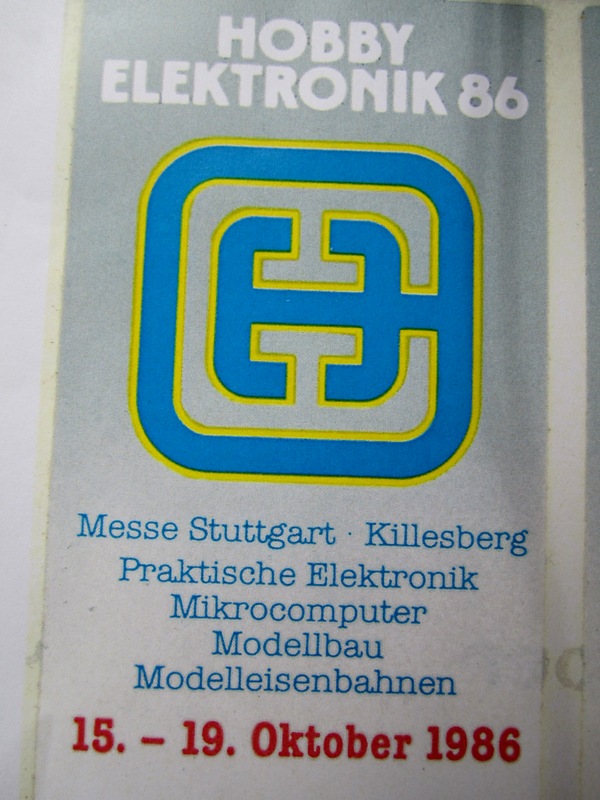 HOBBY
ELEKTRONIK 86
Messe Stuttgart · Killesberg
Praktische Elektronik
Mikrocomputer
Modellbau
Modelleisenbahnen
15. – 19. Oktober 1986